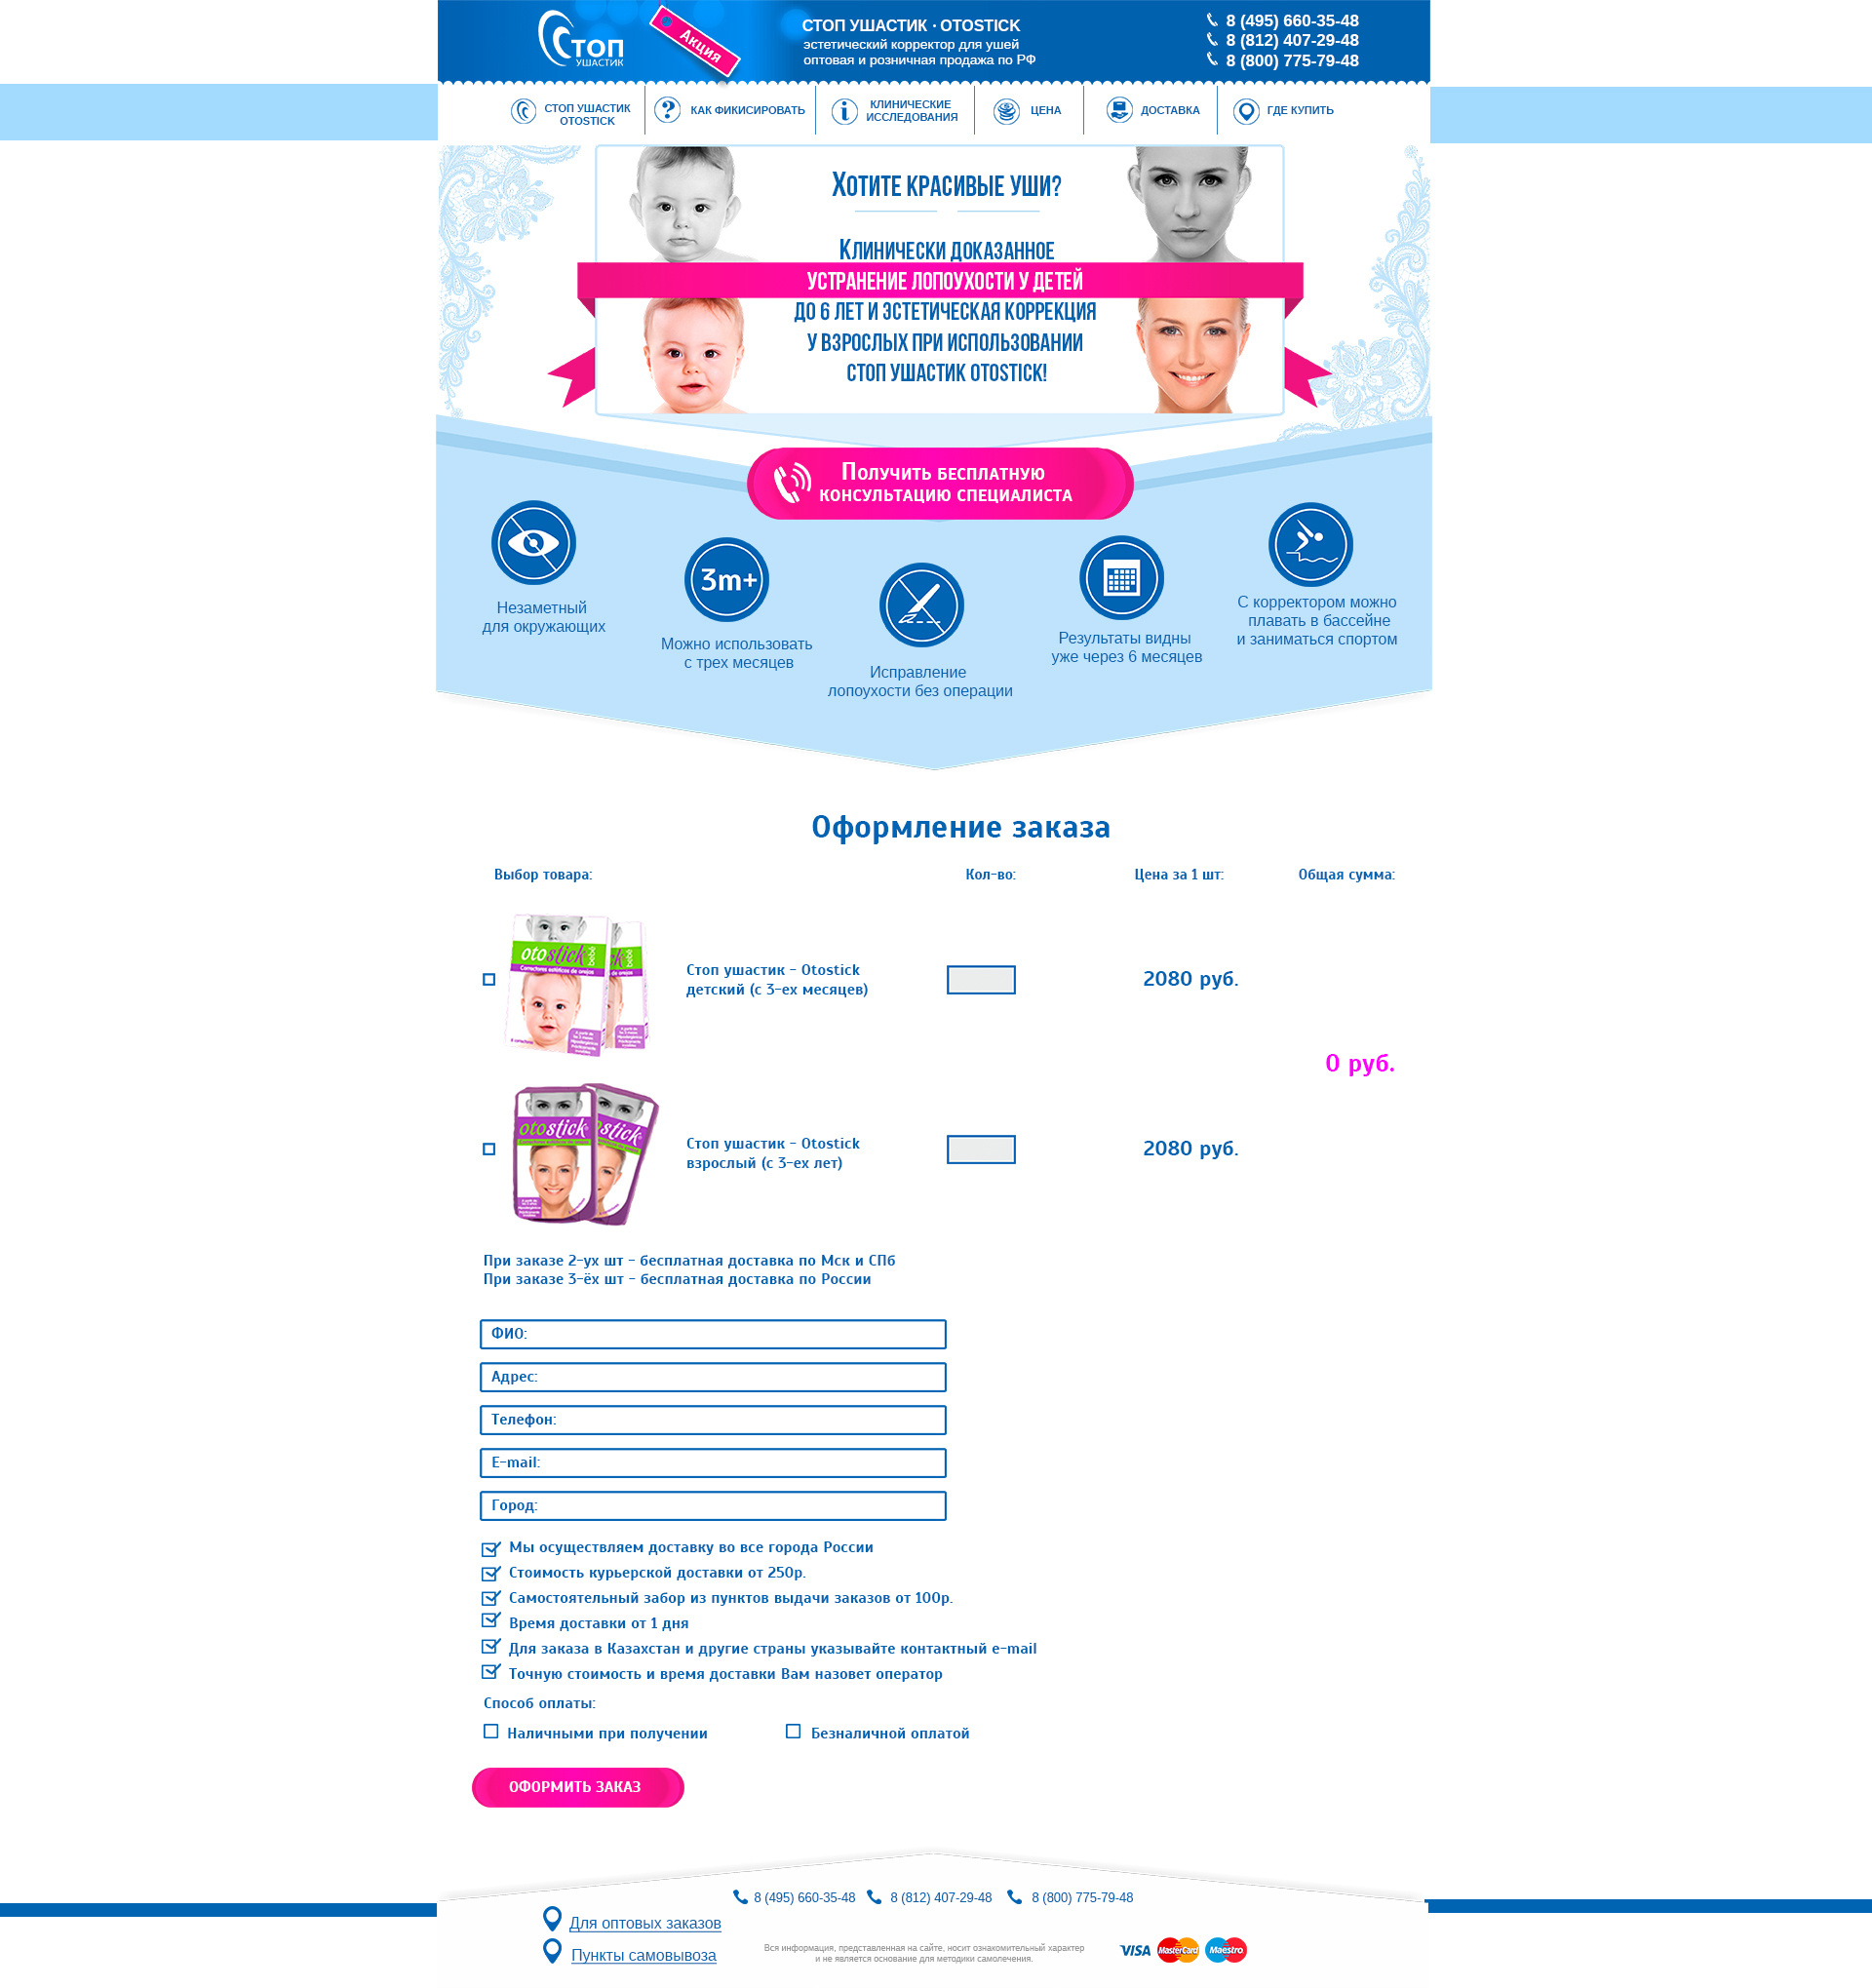 Стоп
УШАСТИК
Акция
СТОП УШАСТИК · OTOSTICK
эстетический корректор для ушей
оптовая и розничная продажа по РФ
8 (495) 660-35-48
8 (812) 407-29-48
8 (800) 775-79-48
СТОП УШАСТИК
OTOSTICK
КАК ФИКИСИРОВАТЬ
КЛИНИЧЕСКИЕ
ИССЛЕДОВАНИЯ
ЦЕНА
ДОСТАВКА
ГДЕ КУПИТЬ
Хотите красивые уши?
Клинически доказанное
устранение лопоухости у детей
до 6 лет и эстетическая коррекция
у взрослых при использовании
Стоп Ушастик Otostick!
Получить бесплатную
консультацию специалиста
3m+
Незаметный
для окружающих
Можно использовать
с трех месяцев
Исправление
лопоухости без операции
Результаты видны
уже через 6 месяцев
С корректором можно
плавать в бассейне
и заниматься спортом
Оформление заказа
Выбор товара:
Кол-во:
Цена за 1 шт:
Общая сумма:
otostick
bebé
Correctores estéticos de orejas
Стоп ушастик - Otostick
детский (с 3-ех месяцев)
2080 руб.
0 руб.
otostick
Стоп ушастик - Otostick
взрослый (с 3-ех лет)
2080 руб.
При заказе 2-ух шт - бесплатная доставка по Мск и СПб
При заказе 3-ёх шт - бесплатная доставка по России
ФИО:
Адрес:
Телефон:
E-mail:
Город:
Мы осуществляем доставку во все города России
Стоимость курьерской доставки от 250р.
Самостоятельный забор из пунктов выдачи заказов от 100р.
Время доставки от 1 дня
Для заказа в Казахстан и другие страны указывайте контактный e-mail
Точную стоимость и время доставки Вам назовет оператор
Способ оплаты:
Наличными при получении
Безналичной оплатой
ОФОРМИТЬ ЗАКАЗ
8 (495) 660-35-48
8 (812) 407-29-48
8 (800) 775-79-48
Для оптовых заказов
Пункты самовывоза
Вся информация, представленная на сайте, носит ознакомительный характер
и не является основание для методики самолечения.
VISA
MasterCard
Maestro